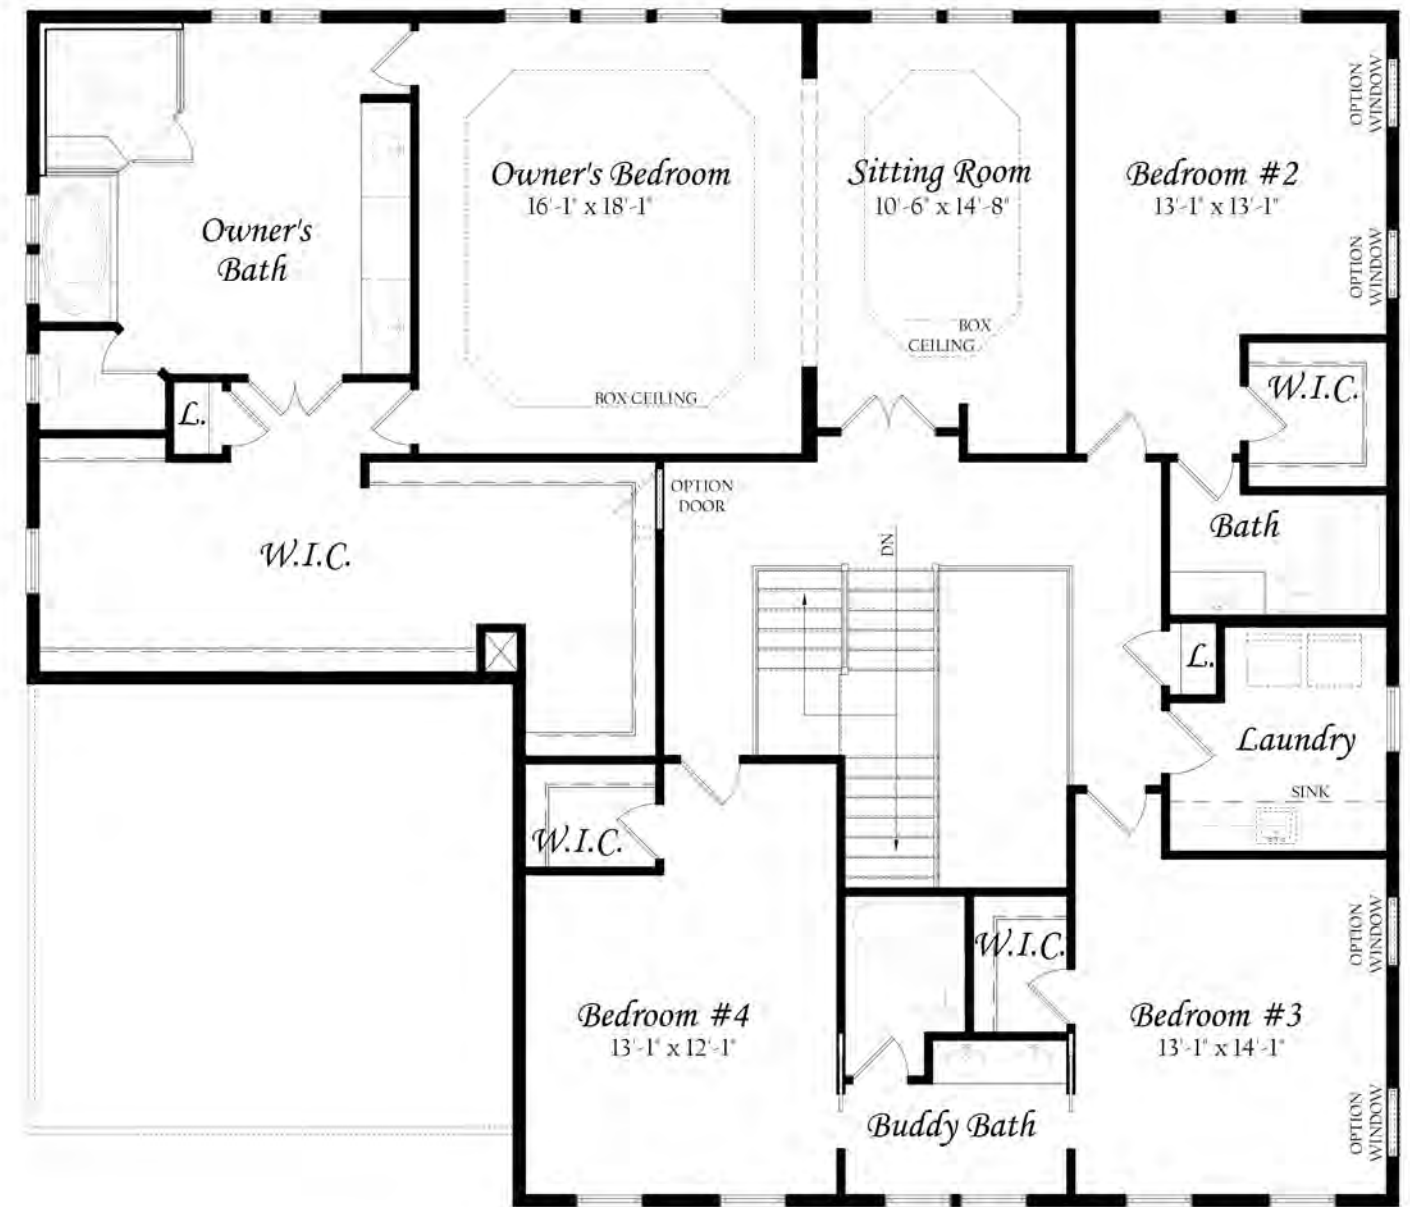 Owner's Bedroom
16'-1" x 18'-1"
Sitting Room
10'-6" x 14'-8"
Bedroom #2
13'-1" x 13'-1"
OPTION
WINDOW
Owner's
Bath
OPTION
WINDOW
BOX
CEILING
BOX CEILING
L.
W.I.C.
OPTION
DOOR
W.I.C.
Bath
DN
L.
Laundry
SINK
W.I.C.
W.I.C.
OPTION
WINDOW
Bedroom #4
13'-1" x 12'-1"
Bedroom #3
13'-1" x 14'-1"
Buddy Bath
OPTION
WINDOW